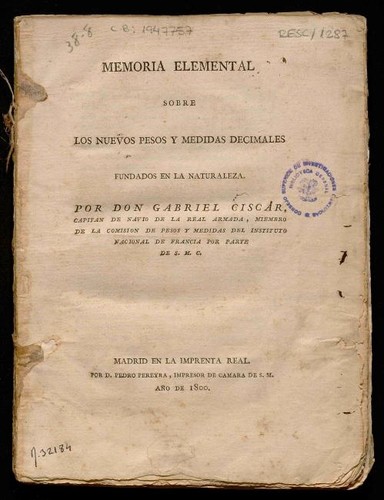 38-8
C.B: 1947757
RESC/1287
MEMORIA ELEMENTAL
SOBRE
LOS NUEVOS PESOS Y MEDIDAS DECIMALES
FUNDADOS EN LA NATURALEZA.
POR DON GABRIEL CISCÁR,
CAPITAN DE NAVIO DE LA REAL ARMADA, MIEMBRO
DE LA COMISION DE PESOS Y MEDIDAS DEL INSTITUTO
NACIONAL DE FRANCIA POR PARTE
DE S. M. C.
MADRID EN LA IMPRENTA REAL.
POR D. PEDRO PEREYRA, IMPRESOR DE CAMARA DE S. M.
AÑO DE 1800.